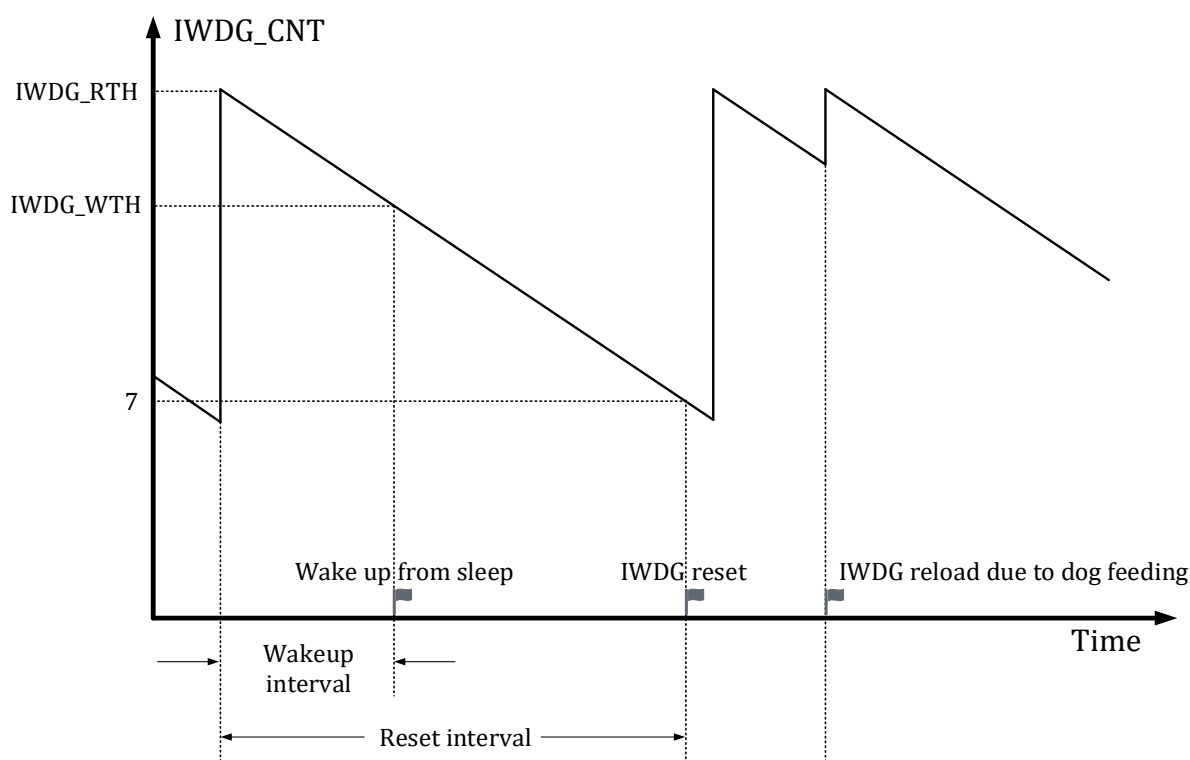 IWDG_CNT
IWDG_RTH
IWDG_WTH
7
Wake up from sleep
IWDG reset
IWDG reload due to dog feeding
Time
Wakeup
interval
Reset interval